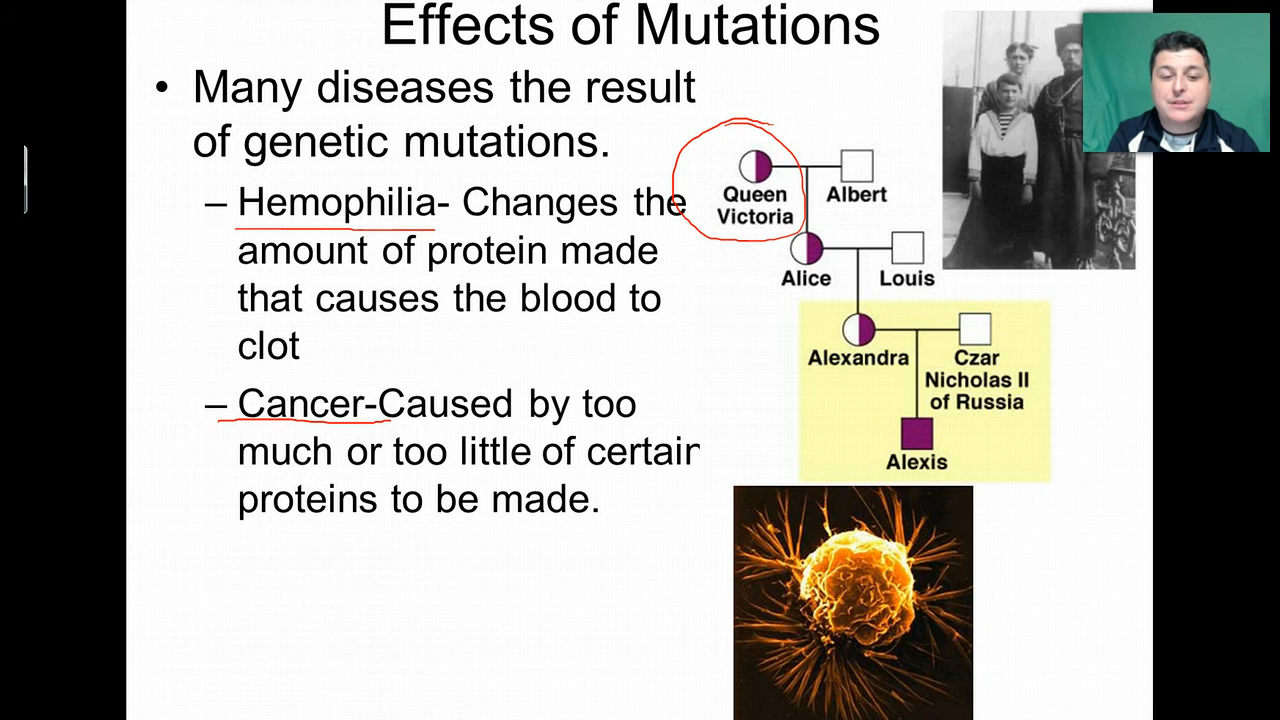 Effects of Mutations
• Many diseases the result
of genetic mutations.
– Hemophilia- Changes the
amount of protein made
that causes the blood to
clot
– Cancer-Caused by too
much or too little of certain
proteins to be made.
Queen
Victoria
Albert
Alice
Louis
Alexandra
Czar
Nicholas II
of Russia
Alexis